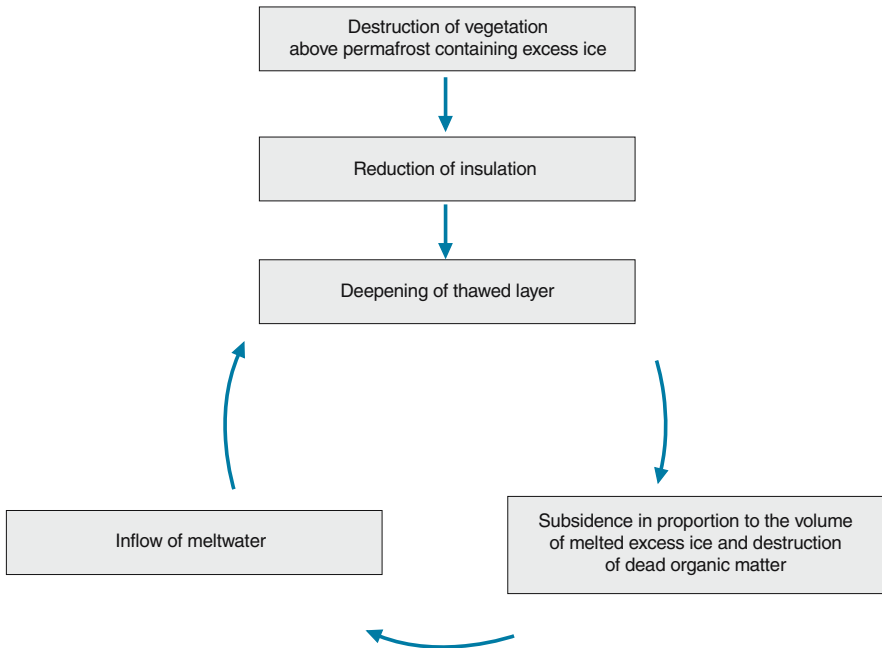 Destruction of vegetation
above permafrost containing excess ice
Reduction of insulation
Deepening of thawed layer
Inflow of meltwater
Subsidence in proportion to the volume
of melted excess ice and destruction
of dead organic matter